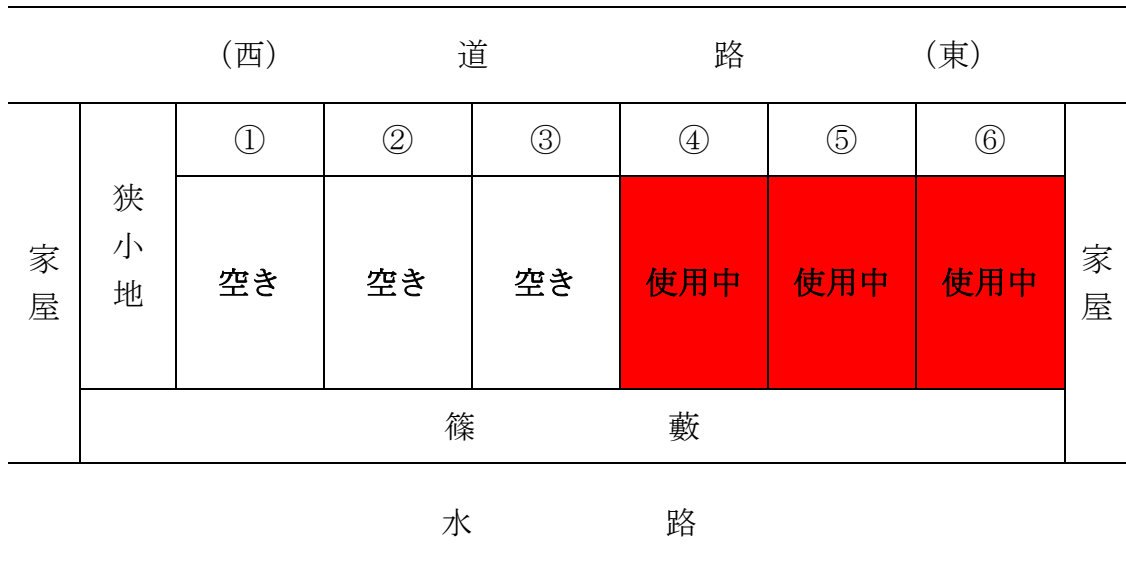 (西) 道 路 (東)
① ② ③ ④ ⑤ ⑥
家屋 狭小地 空き 空き 空き 使用中 使用中 使用中 家屋
篠 藪
水 路